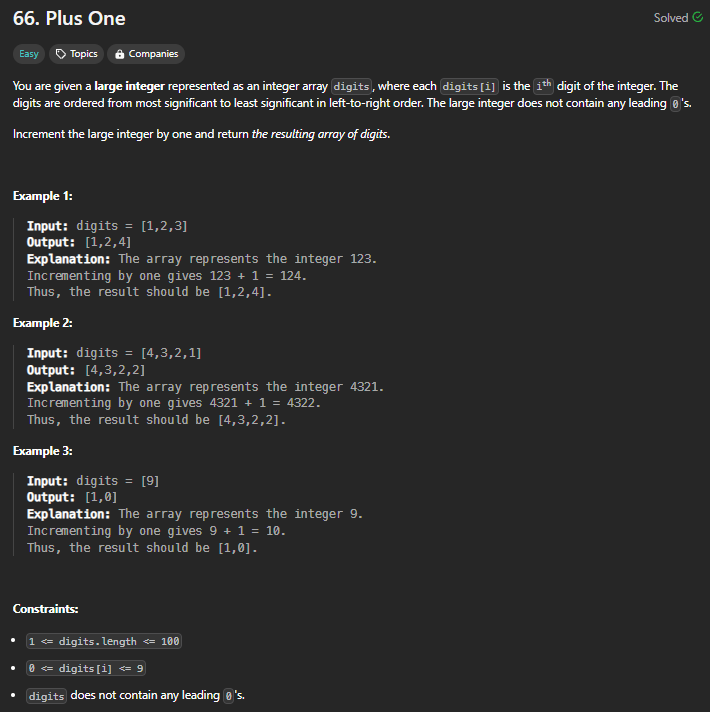 66. Plus One
Solved
Easy
Topics
Companies
You are given a large integer represented as an integer array digits, where each digits[i] is the ith digit of the integer. The
digits are ordered from most significant to least significant in left-to-right order. The large integer does not contain any leading 0's.
Increment the large integer by one and return the resulting array of digits.
Example 1:
Input: digits = [1,2,3]
Output: [1,2,4]
Explanation: The array represents the integer 123.
Incrementing by one gives 123 + 1 = 124.
Thus, the result should be [1,2,4].
Example 2:
Input: digits = [4,3,2,1]
Output: [4,3,2,2]
Explanation: The array represents the integer 4321.
Incrementing by one gives 4321 + 1 = 4322.
Thus, the result should be [4,3,2,2].
Example 3:
Input: digits = [9]
Output: [1,0]
Explanation: The array represents the integer 9.
Incrementing by one gives 9 + 1 = 10.
Thus, the result should be [1,0].
Constraints:
• 1 <= digits.length <= 100
• 0 <= digits[i] <= 9
• digits does not contain any leading 0's.